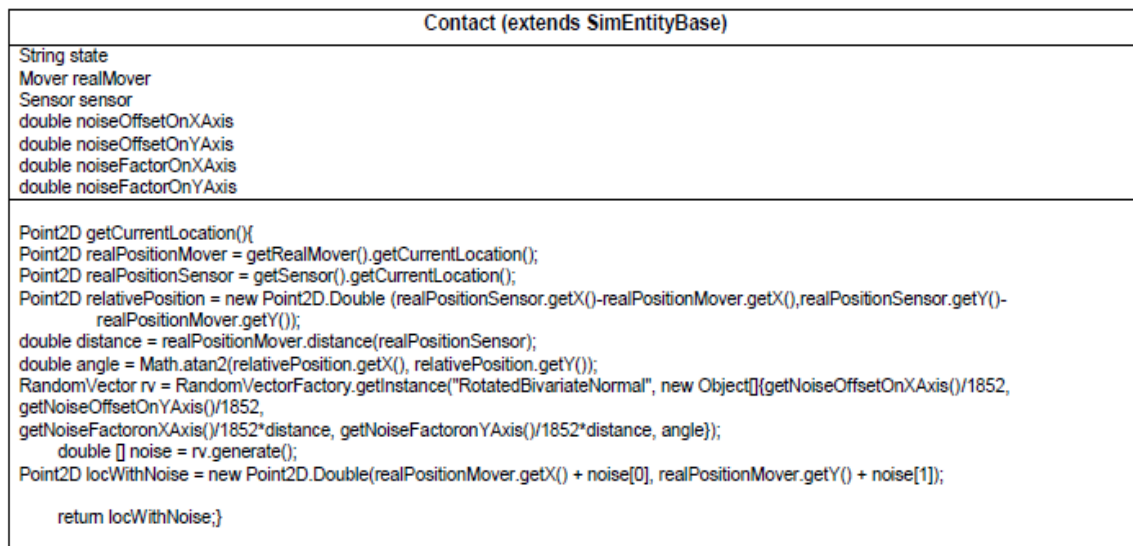 Contact (extends SimEntityBase)
String state
Mover realMover
Sensor sensor
double noiseOffsetOnXAxis
double noiseOffsetOnYAxis
double noiseFactorOnXAxis
double noiseFactorOnYAxis
Point2D getCurrentLocation(){
Point2D realPositionMover = getRealMover().getCurrentLocation();
Point2D realPositionSensor = getSensor().getCurrentLocation();
Point2D relativePosition = new Point2D.Double (realPositionSensor.getX()-realPositionMover.getX(),realPositionSensor.getY()-
realPositionMover.getY());
double distance = realPositionMover.distance(realPositionSensor);
double angle = Math.atan2(relativePosition.getX(), relativePosition.getY());
RandomVector rv = RandomVectorFactory.getInstance("RotatedBivariateNormal", new Object[]{getNoiseOffsetOnXAxis()/1852,
getNoiseOffsetOnYAxis()/1852,
getNoiseFactoronXAxis()/1852*distance, getNoiseFactoronYAxis()/1852*distance, angle});
double [] noise = rv.generate();
Point2D locWithNoise = new Point2D.Double(realPositionMover.getX() + noise[0], realPositionMover.getY() + noise[1]);
return locWithNoise;}